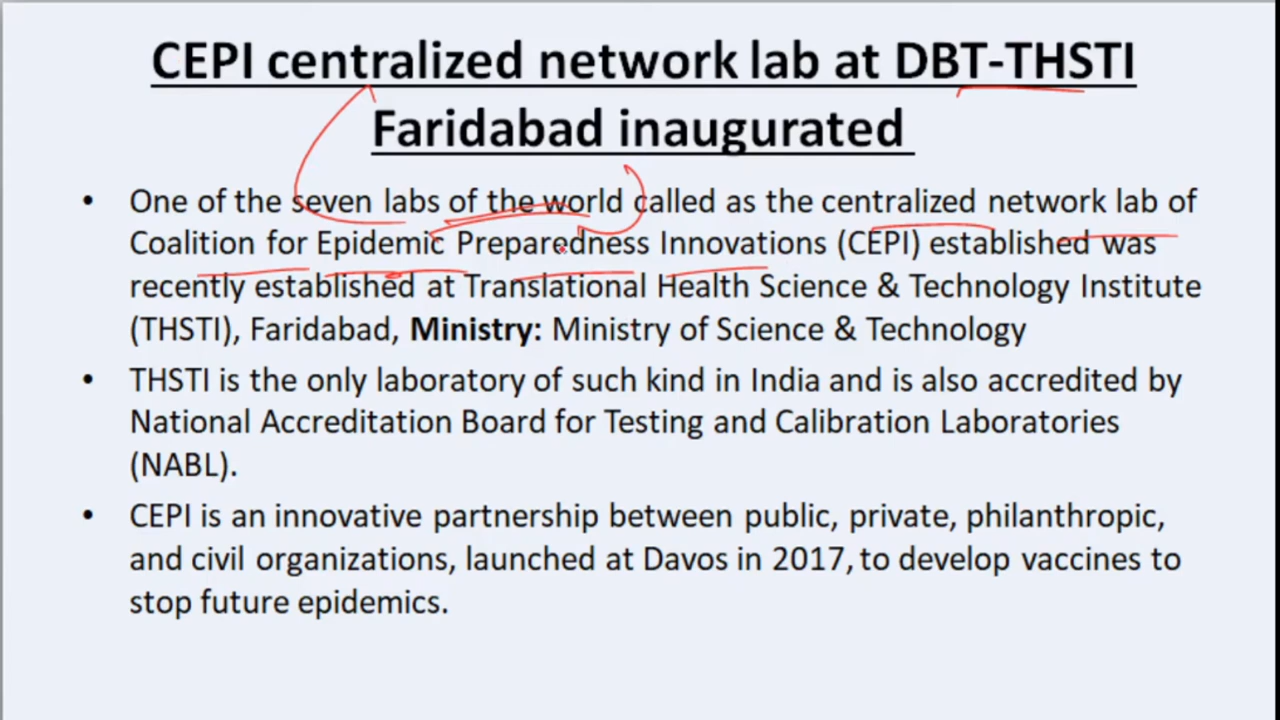 CEPI centralized network lab at DBT-THSTI
Faridabad inaugurated
• One of the seven labs of the world called as the centralized network lab of
Coalition for Epidemic Preparedness Innovations (CEPI) established was
recently established at Translational Health Science & Technology Institute
(THSTI), Faridabad, Ministry: Ministry of Science & Technology
• THSTI is the only laboratory of such kind in India and is also accredited by
National Accreditation Board for Testing and Calibration Laboratories
(NABL).
• CEPI is an innovative partnership between public, private, philanthropic,
and civil organizations, launched at Davos in 2017, to develop vaccines to
stop future epidemics.